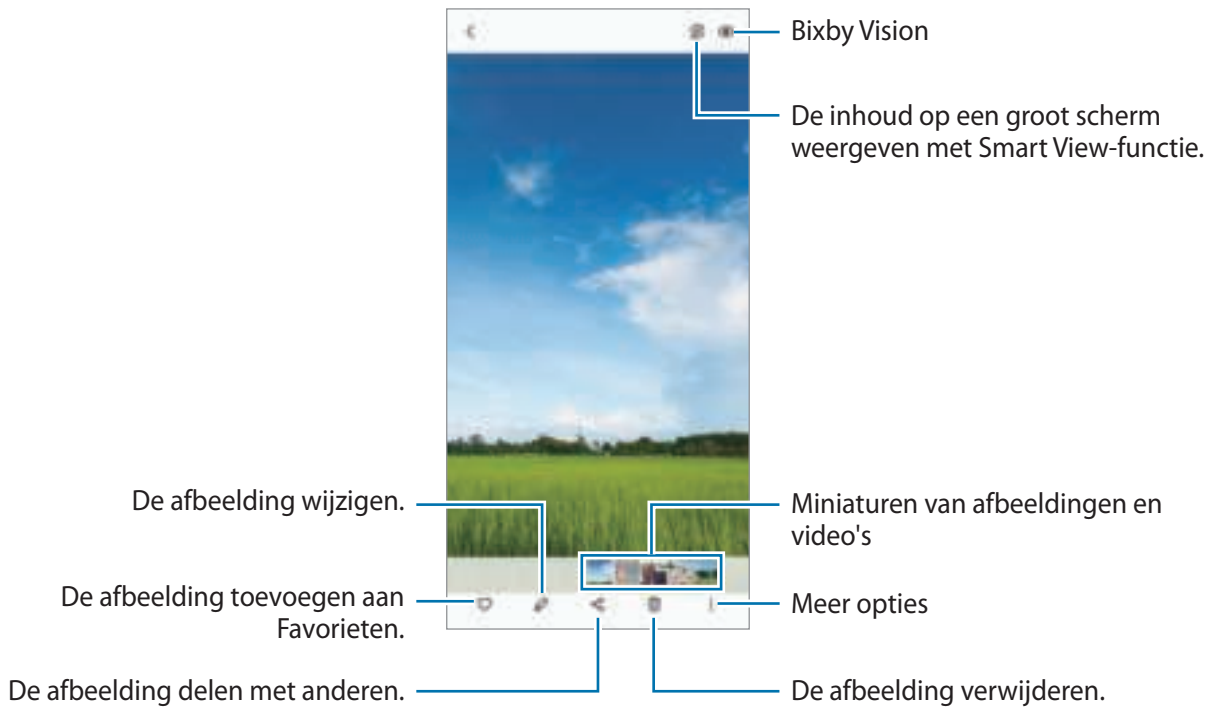 Bixby Vision
De inhoud op een groot scherm
weergeven met Smart View-functie.
De afbeelding wijzigen.
Miniaturen van afbeeldingen en
video's
De afbeelding toevoegen aan
Favorieten.
Meer opties
De afbeelding delen met anderen.
De afbeelding verwijderen.